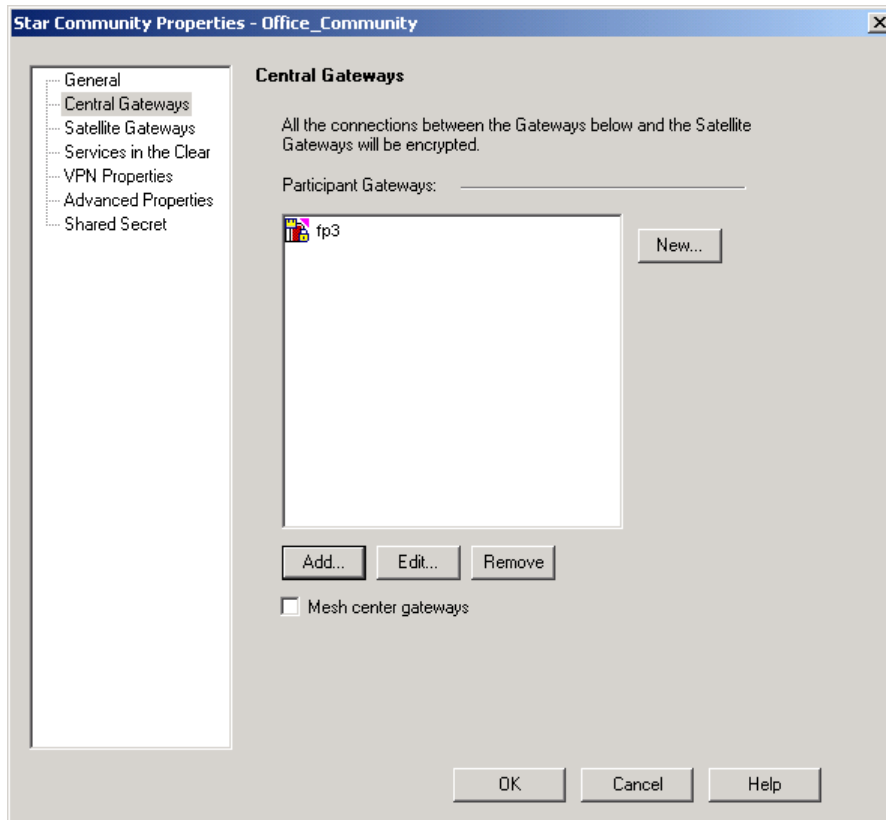 Star Community Properties - Office_Community
General
Central Gateways
Satellite Gateways
Services in the Clear
VPN Properties
Advanced Properties
Shared Secret
Central Gateways
All the connections between the Gateways below and the Satellite
Gateways will be encrypted.
Participant Gateways:
fp3
New...
Add...
Edit...
Remove
Mesh center gateways
OK
Cancel
Help